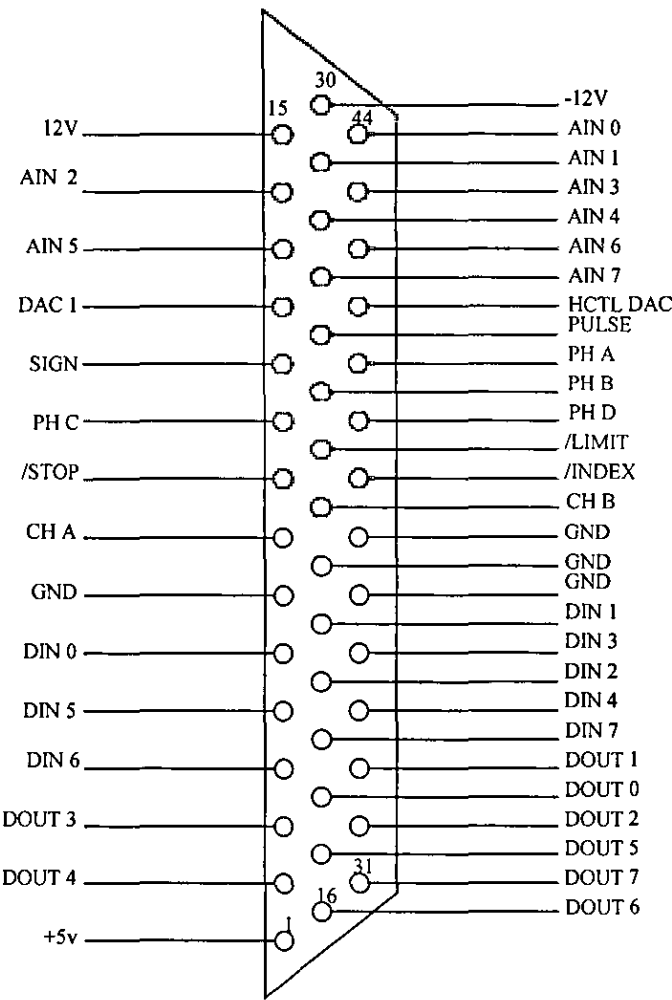 30
-12V
15
44
12V
AIN 0
AIN 1
AIN 2
AIN 3
AIN 4
AIN 5
AIN 6
AIN 7
DAC 1
HCTL DAC
PULSE
SIGN
PH A
PH B
PH C
PH D
/LIMIT
/STOP
/INDEX
CH B
CH A
GND
GND
GND
GND
DIN 1
DIN 0
DIN 3
DIN 2
DIN 5
DIN 4
DIN 7
DIN 6
DOUT 1
DOUT 0
DOUT 3
DOUT 2
DOUT 5
31
DOUT 4
DOUT 7
16
DOUT 6
1
+5v